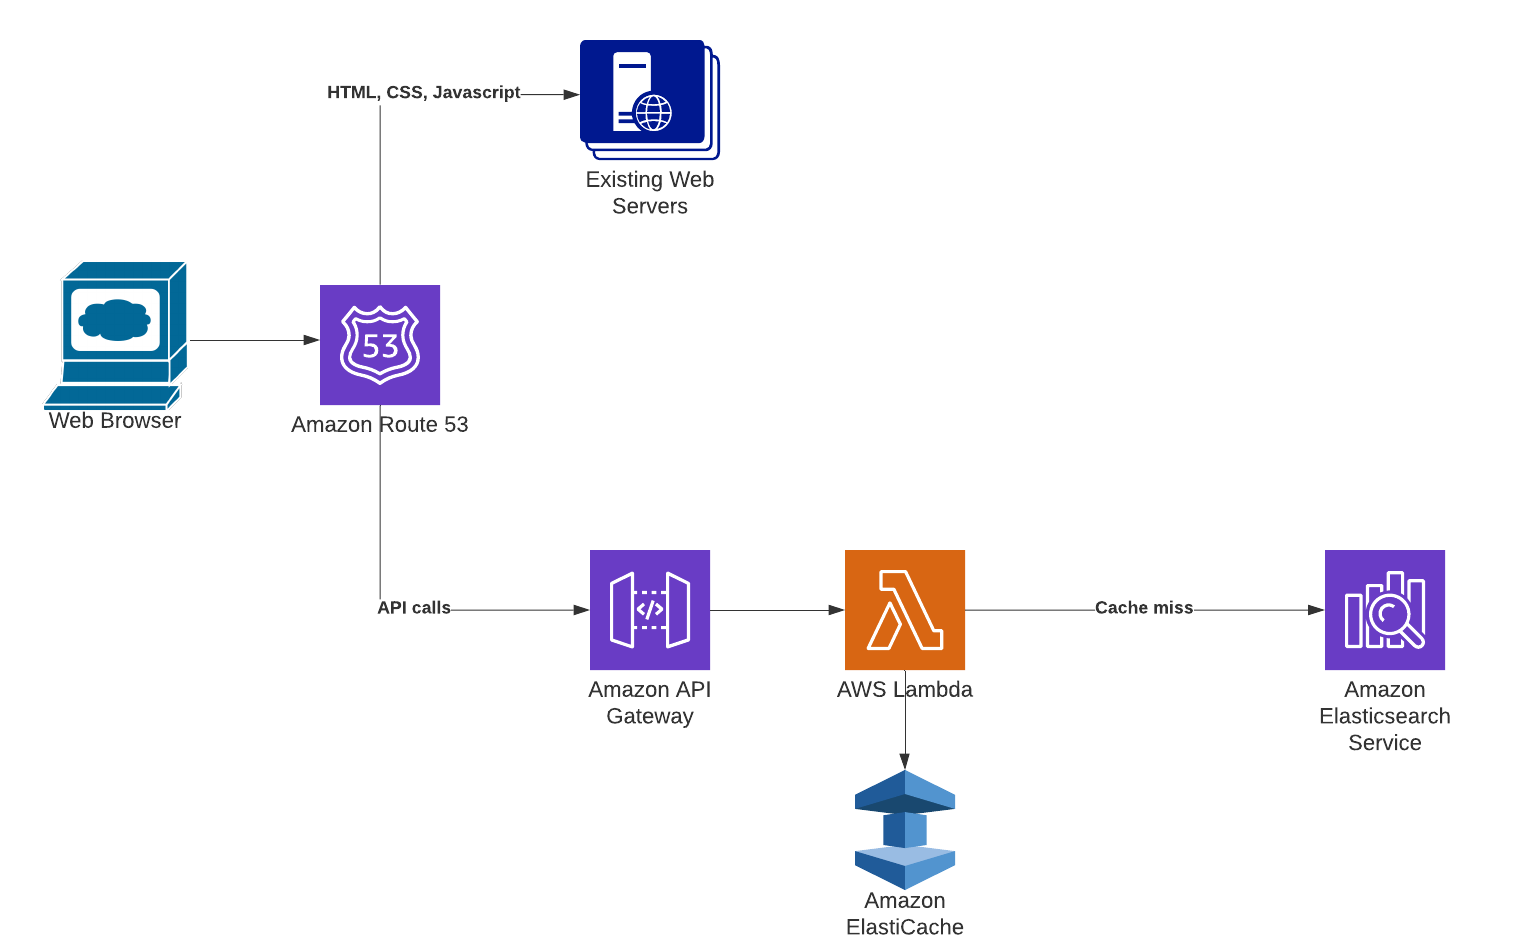 HTML, CSS, Javascript
Existing Web
Servers
53
Web Browser
Amazon Route 53
API calls
</>
Cache miss
Amazon API
Gateway
AWS Lambda
Amazon
Elasticsearch
Service
Amazon
ElastiCache